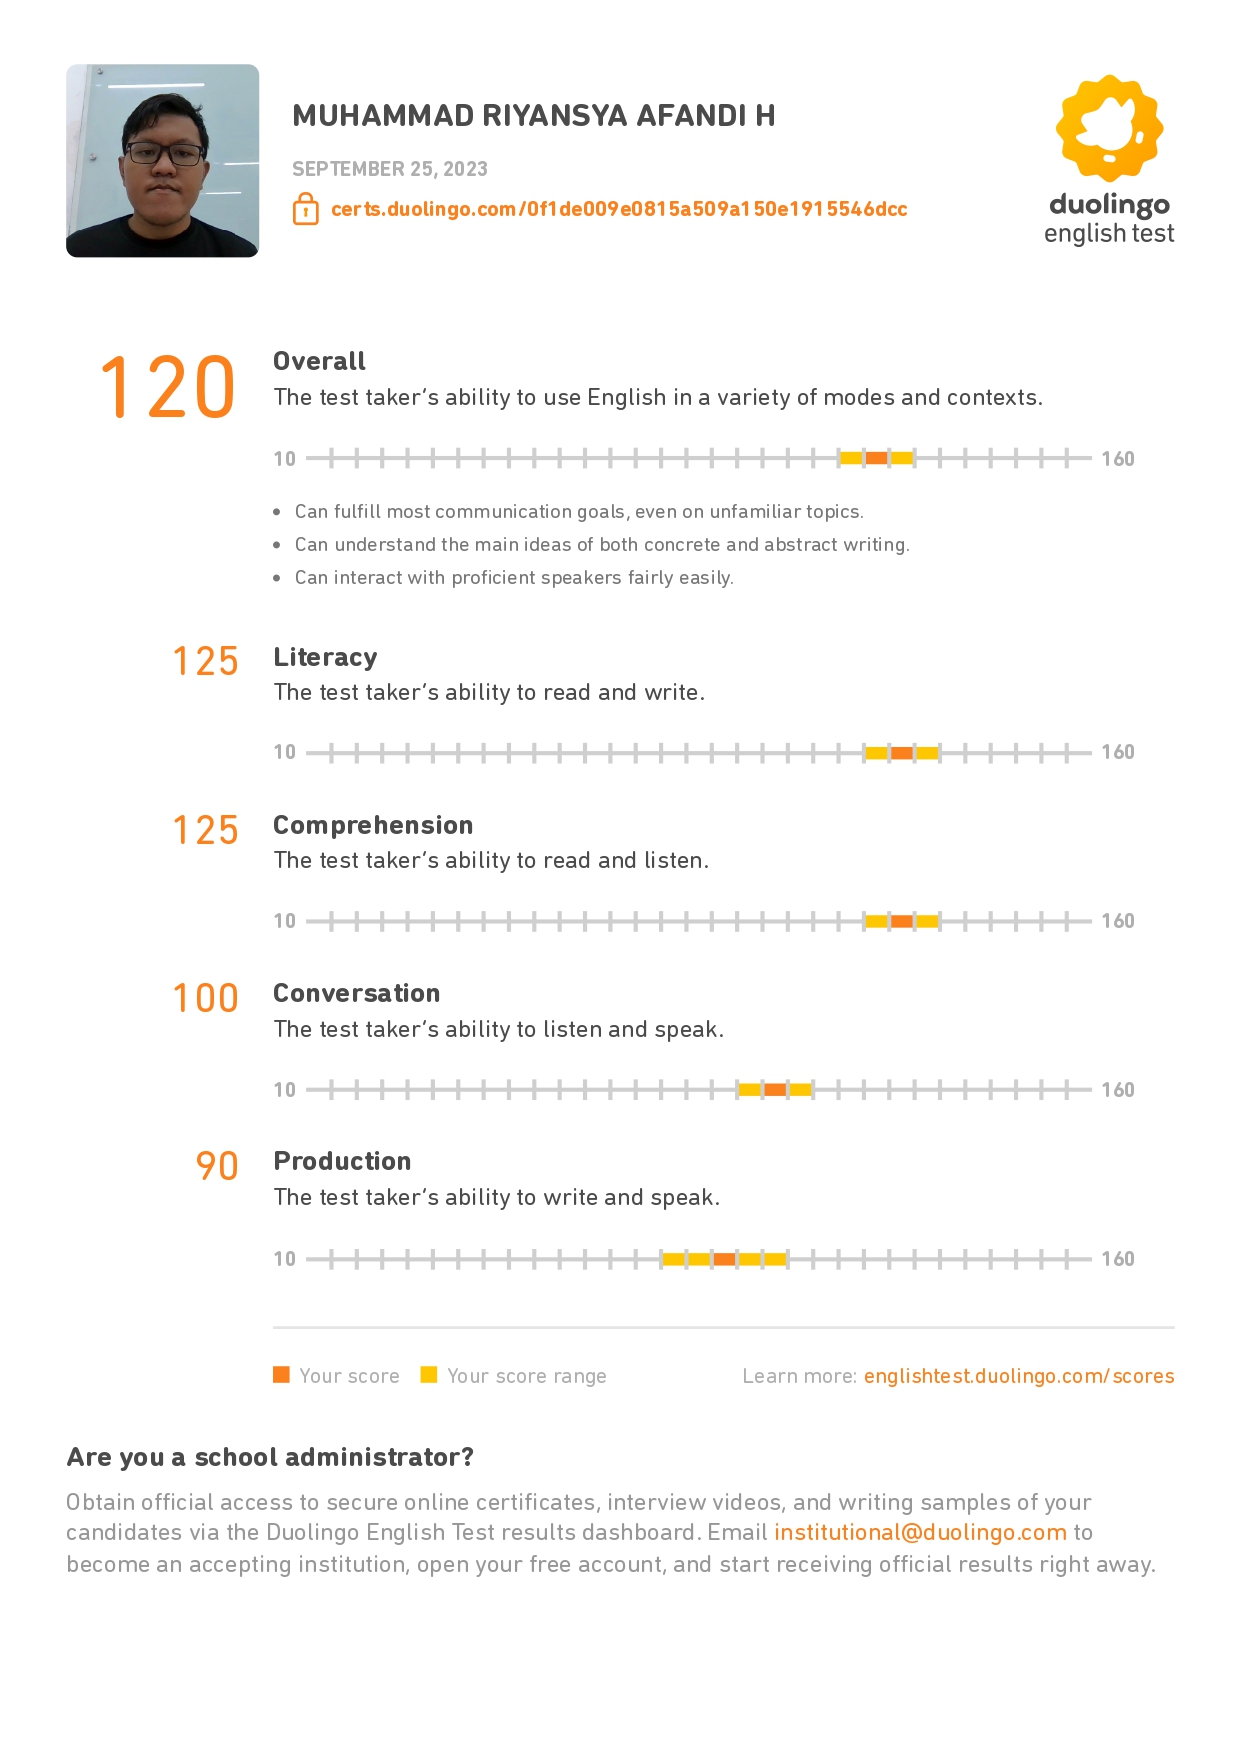 MUHAMMAD RIYANSYA AFANDI H
SEPTEMBER 25, 2023
certs.duolingo.com/0f1de009e0815a509a150e1915546dcc
duolingo
english test
120
Overall
The test taker's ability to use English in a variety of modes and contexts.
10 160
• Can fulfill most communication goals, even on unfamiliar topics.
• Can understand the main ideas of both concrete and abstract writing.
• Can interact with proficient speakers fairly easily.
125
Literacy
The test taker's ability to read and write.
10 160
125
Comprehension
The test taker's ability to read and listen.
10 160
100
Conversation
The test taker's ability to listen and speak.
10 160
90
Production
The test taker's ability to write and speak.
10 160
Your score Your score range Learn more: englishtest.duolingo.com/scores
Are you a school administrator?
Obtain official access to secure online certificates, interview videos, and writing samples of your
candidates via the Duolingo English Test results dashboard. Email institutional@duolingo.com to
become an accepting institution, open your free account, and start receiving official results right away.